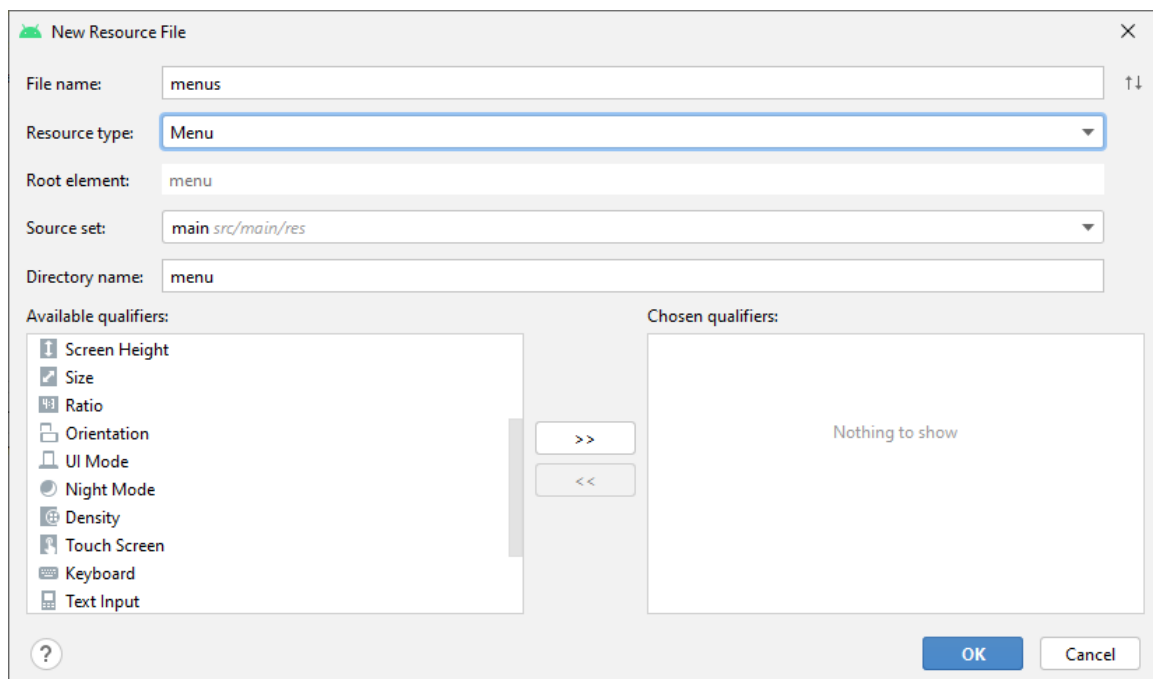 New Resource File
File name: menus
Resource type: Menu
Root element: menu
Source set: main src/main/res
Directory name: menu
Available qualifiers:
Chosen qualifiers:
Screen Height
Size
Ratio
Orientation
UI Mode
Night Mode
Density
Touch Screen
Keyboard
Text Input
>>
<<
Nothing to show
?
OK
Cancel